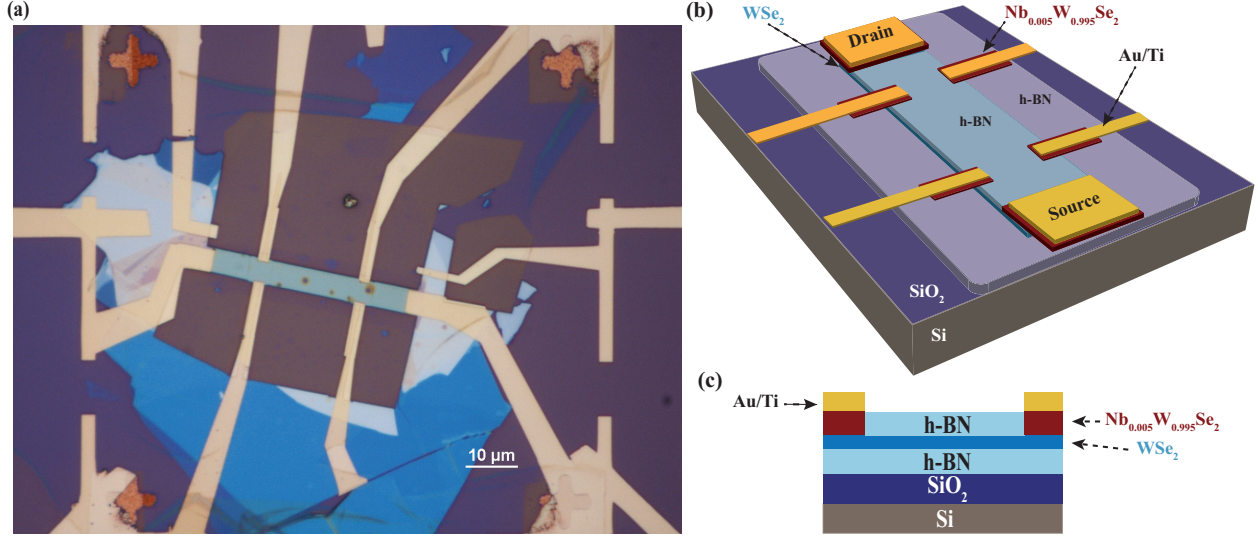 (a)
10 µm
(b)
WSe₂
Nb₀.₀₀₅W₀.₉₉₅Se₂
Drain
Au/Ti
h-BN
h-BN
Source
SiO₂
Si
(c)
Au/Ti
h-BN
Nb₀.₀₀₅W₀.₉₉₅Se₂
WSe₂
h-BN
SiO₂
Si